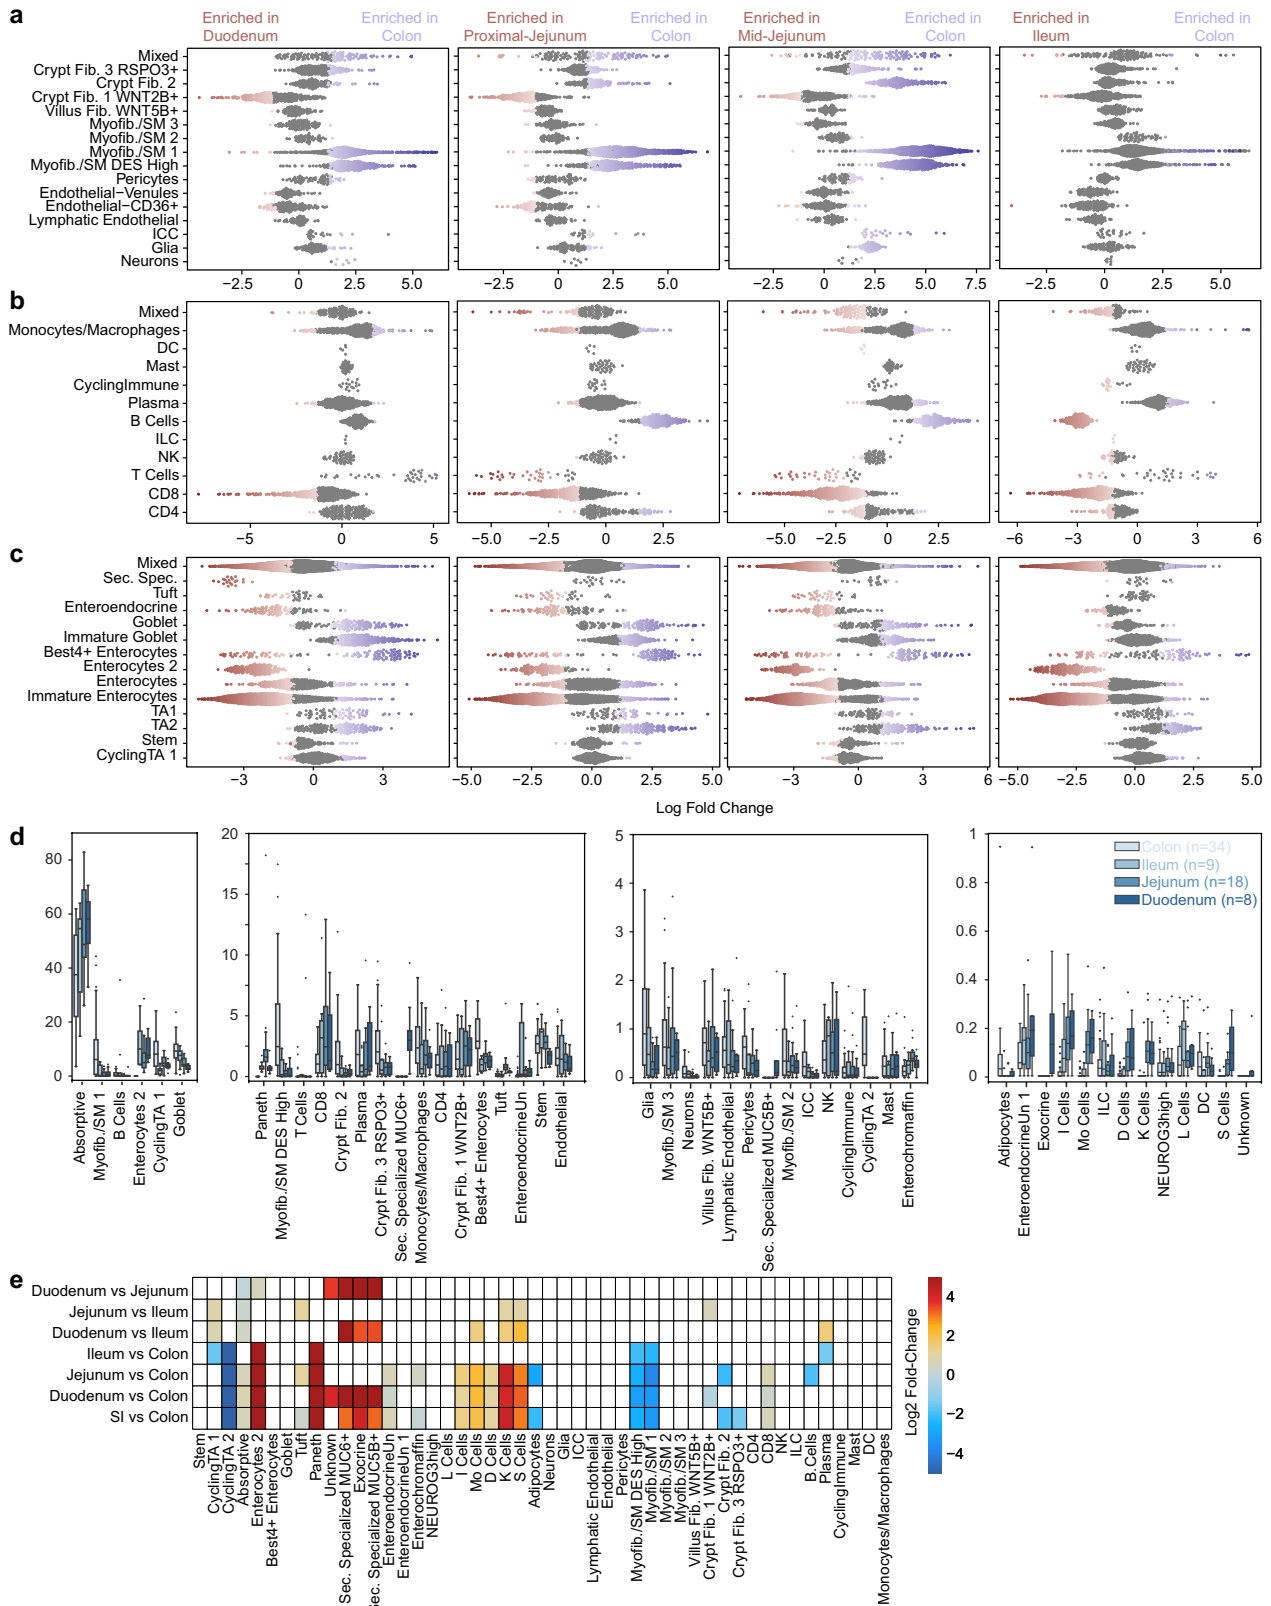 a
Enriched in Duodenum
Enriched in Colon
Enriched in Proximal-Jejunum
Enriched in Colon
Enriched in Mid-Jejunum
Enriched in Colon
Enriched in Ileum
Enriched in Colon
Mixed
Crypt Fib. 3 RSPO3+
Crypt Fib. 2
Crypt Fib. 1 WNT2B+
Villus Fib. WNT5B+
Myofib./SM 3
Myofib./SM 2
Myofib./SM 1
Myofib./SM DES High
Pericytes
Endothelial−Venules
Endothelial−CD36+
Lymphatic Endothelial
ICC
Glia
Neurons
−2.5 0 2.5 5.0
−2.5 0.0 2.5 5.0
−2.5 0 2.5 5.0 7.5
−2.5 0 2.5 5.0
b
Mixed
Monocytes/Macrophages
DC
Mast
CyclingImmune
Plasma
B Cells
ILC
NK
T Cells
CD8
CD4
−5 0 5
−5.0 −2.5 0.0 2.5
−5.0 −2.5 0 2.5
−6 −3 0 3 6
c
Mixed
Sec. Spec.
Tuft
Enteroendocrine
Goblet
Immature Goblet
Best4+ Enterocytes
Enterocytes 2
Enterocytes
Immature Enterocytes
TA1
TA2
Stem
CyclingTA 1
−3 0 3
−5.0 −2.5 0.0 2.5 5.0
−3 0 3 6
−5.0 −2.5 0.0 2.5 5.0
Log Fold Change
d
80
60
40
20
0
Absorptive
Myofib./SM 1
B Cells
Enterocytes 2
CyclingTA 1
Goblet
20
15
10
5
0
Paneth
Myofib./SM DES High
T Cells
CD8
Crypt Fib. 2
Plasma
Crypt Fib. 3 RSPO3+
Sec. Specialized MUC6+
Monocytes/Macrophages
CD4
Crypt Fib. 1 WNT2B+
Best4+ Enterocytes
Tuft
EnteroendocrineUn
Stem
Endothelial
5
4
3
2
1
0
Glia
Myofib./SM 3
Neurons
Villus Fib. WNT5B+
Lymphatic Endothelial
Pericytes
Sec. Specialized MUC5B+
Myofib./SM 2
ICC
NK
CyclingImmune
CyclingTA 2
Mast
Enterochromaffin
1
0.8
0.6
0.4
0.2
0
Colon (n=34)
Ileum (n=9)
Jejunum (n=18)
Duodenum (n=8)
Adipocytes
EnteroendocrineUn 1
Exocrine
I Cells
Mo Cells
ILC
D Cells
K Cells
NEUROG3high
L Cells
DC
S Cells
Unknown
e
Duodenum vs Jejunum
Jejunum vs Ileum
Duodenum vs Ileum
Ileum vs Colon
Jejunum vs Colon
Duodenum vs Colon
SI vs Colon
Stem
CyclingTA 1
CyclingTA 2
Absorptive
Enterocytes 2
Best4+ Enterocytes
Goblet
Tuft
Paneth
Unknown
Sec. Specialized MUC6+
Exocrine
Sec. Specialized MUC5B+
EnteroendocrineUn
EnteroendocrineUn 1
Enterochromaffin
NEUROG3high
L Cells
I Cells
Mo Cells
D Cells
K Cells
S Cells
Adipocytes
Neurons
Glia
ICC
Lymphatic Endothelial
Endothelial
Pericytes
Myofib./SM DES High
Myofib./SM 1
Myofib./SM 2
Myofib./SM 3
Villus Fib. WNT5B+
Crypt Fib. 1 WNT2B+
Crypt Fib. 2
Crypt Fib. 3 RSPO3+
CD4
CD8
NK
ILC
B.Cells
Plasma
CyclingImmune
Mast
DC
Monocytes/Macrophages
4
2
0
−2
−4
Log2 Fold−Change